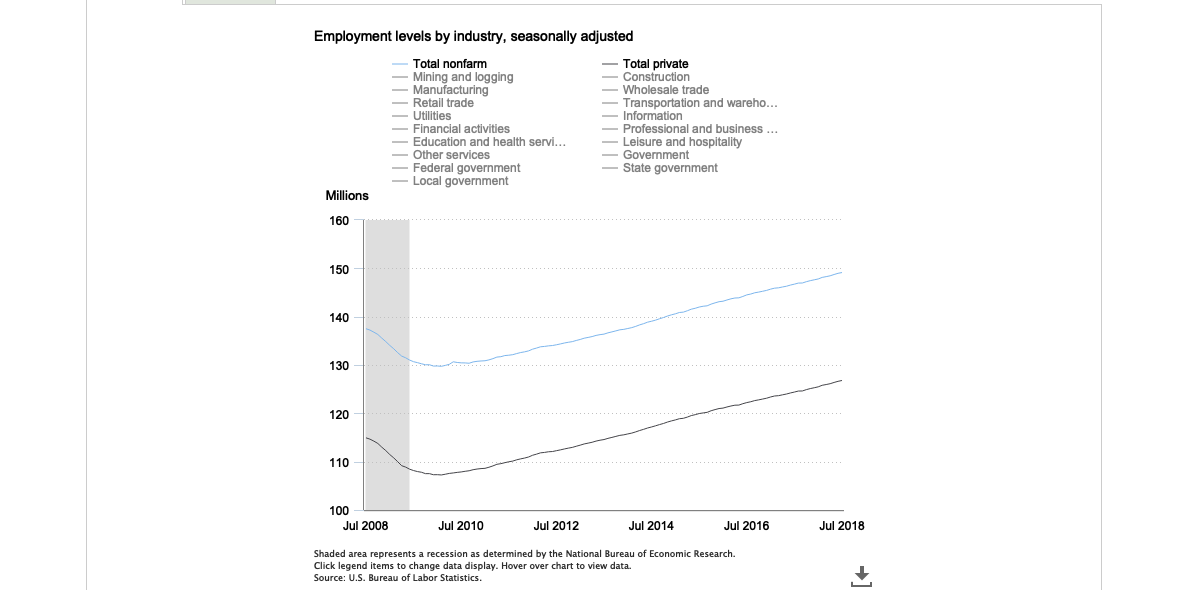 Employment levels by industry, seasonally adjusted
Total nonfarm
Total private
Mining and logging
Construction
Manufacturing
Wholesale trade
Retail trade
Transportation and wareho…
Utilities
Information
Financial activities
Professional and business …
Education and health servi…
Leisure and hospitality
Other services
Government
Federal government
State government
Local government
Millions
160
150
140
130
120
110
100
Jul 2008
Jul 2010
Jul 2012
Jul 2014
Jul 2016
Jul 2018
Shaded area represents a recession as determined by the National Bureau of Economic Research.
Click legend items to change data display. Hover over chart to view data.
Source: U.S. Bureau of Labor Statistics.